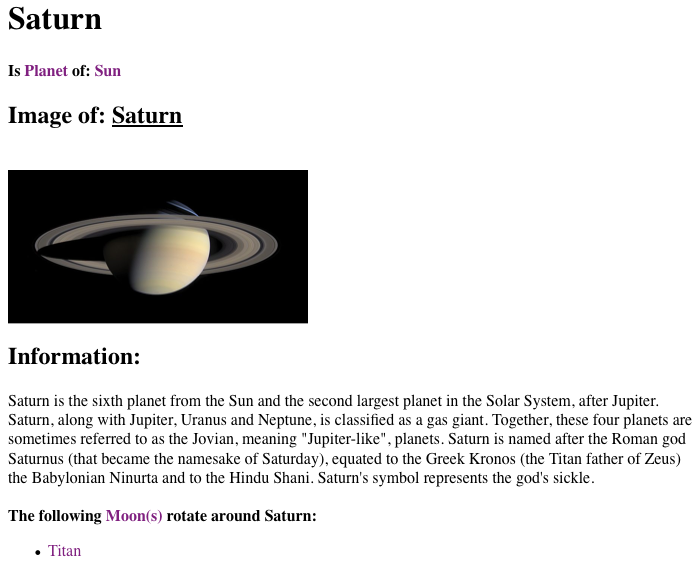 Saturn
Is Planet of: Sun
Image of: Saturn
Information:
Saturn is the sixth planet from the Sun and the second largest planet in the Solar System, after Jupiter.
Saturn, along with Jupiter, Uranus and Neptune, is classified as a gas giant. Together, these four planets are
sometimes referred to as the Jovian, meaning "Jupiter-like", planets. Saturn is named after the Roman god
Saturnus (that became the namesake of Saturday), equated to the Greek Kronos (the Titan father of Zeus)
the Babylonian Ninurta and to the Hindu Shani. Saturn's symbol represents the god's sickle.
The following Moon(s) rotate around Saturn:
• Titan